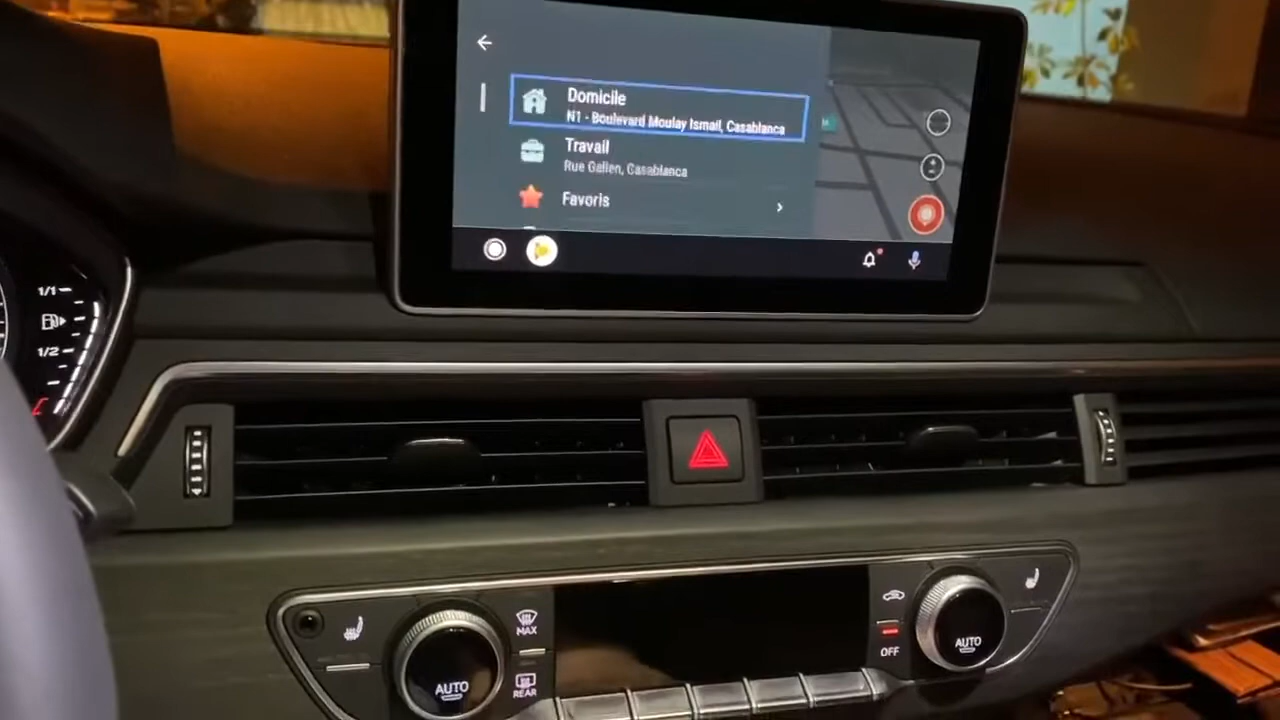 Domicile
N1 - Boulevard Moulay Ismail, Casablanca
Travail
Rue Galien, Casablanca
Favoris
1/1
1/2
MAX
REAR
AUTO
OFF
AUTO